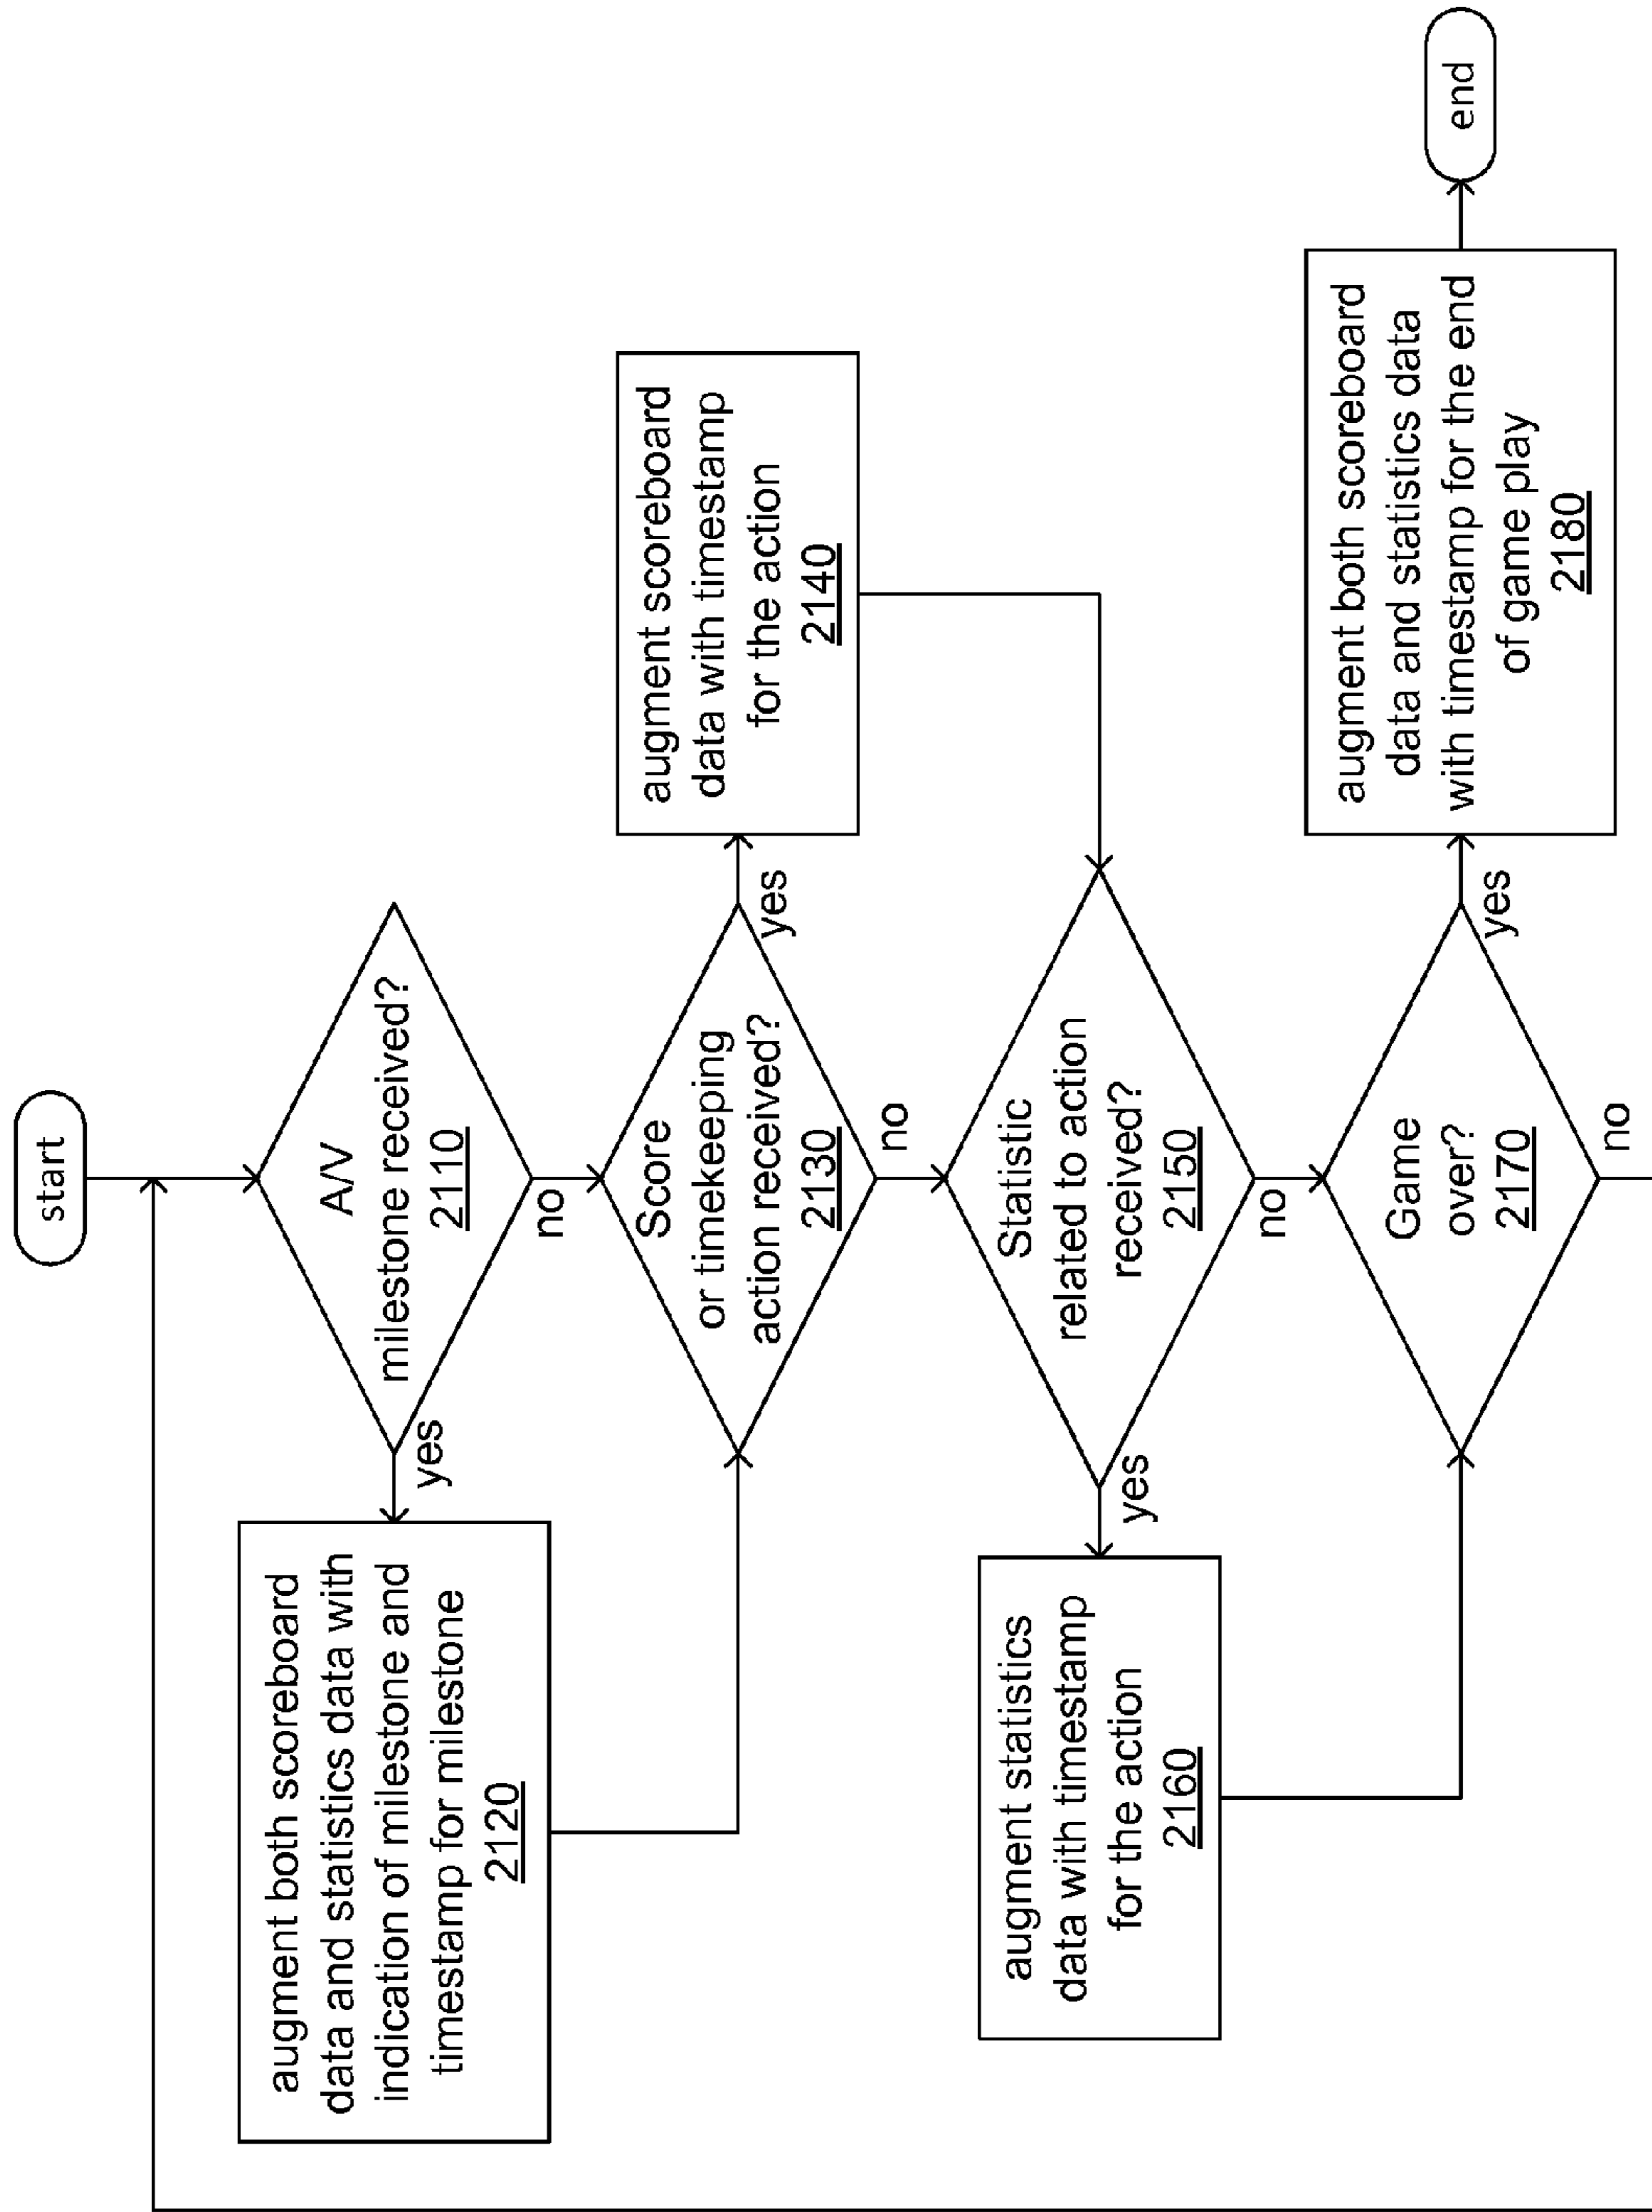 start
A/V
milestone received?
2110
yes
no
augment both scoreboard
data and statistics data with
indication of milestone and
timestamp for milestone
2120
Score
or timekeeping
action received?
2130
yes
no
augment scoreboard
data with timestamp
for the action
2140
Statistic
related to action
received?
2150
yes
no
augment statistics
data with timestamp
for the action
2160
Game
over?
2170
yes
no
augment both scoreboard
data and statistics data
with timestamp for the end
of game play
2180
end